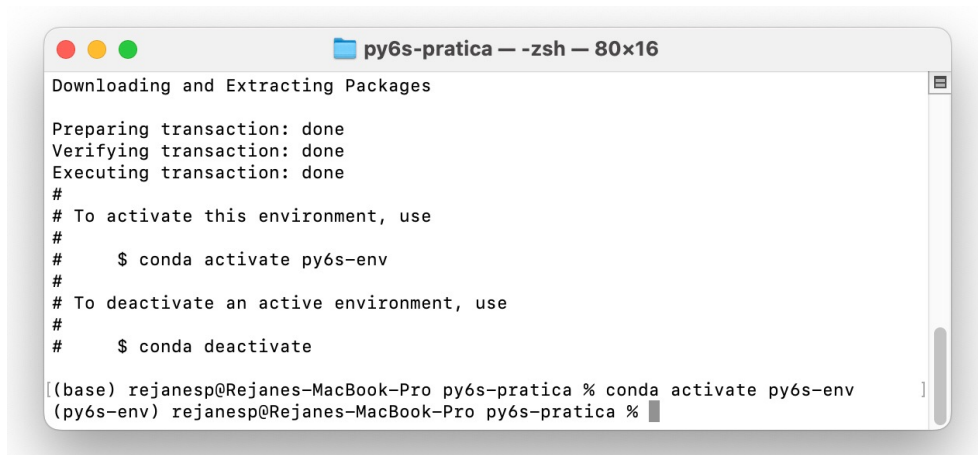 py6s-pratica — -zsh — 80×16
Downloading and Extracting Packages
Preparing transaction: done
Verifying transaction: done
Executing transaction: done
#
# To activate this environment, use
#
#     $ conda activate py6s-env
#
# To deactivate an active environment, use
#
#     $ conda deactivate
[(base) rejanesp@Rejanes-MacBook-Pro py6s-pratica % conda activate py6s-env ]
(py6s-env) rejanesp@Rejanes-MacBook-Pro py6s-pratica %